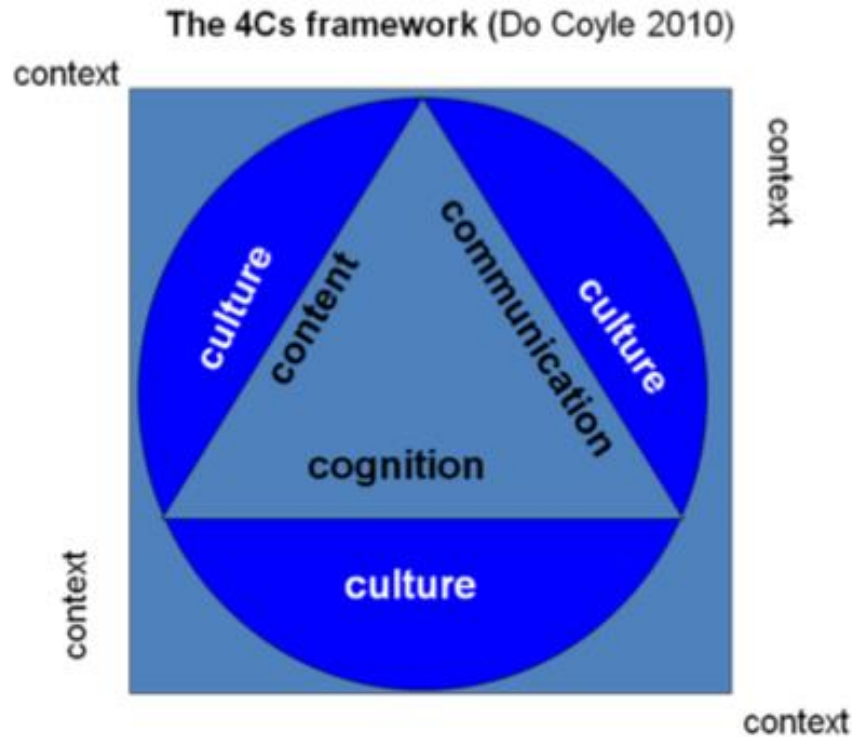 The 4Cs framework (Do Coyle 2010)
context
context
culture
content
communication
culture
cognition
culture
context
context